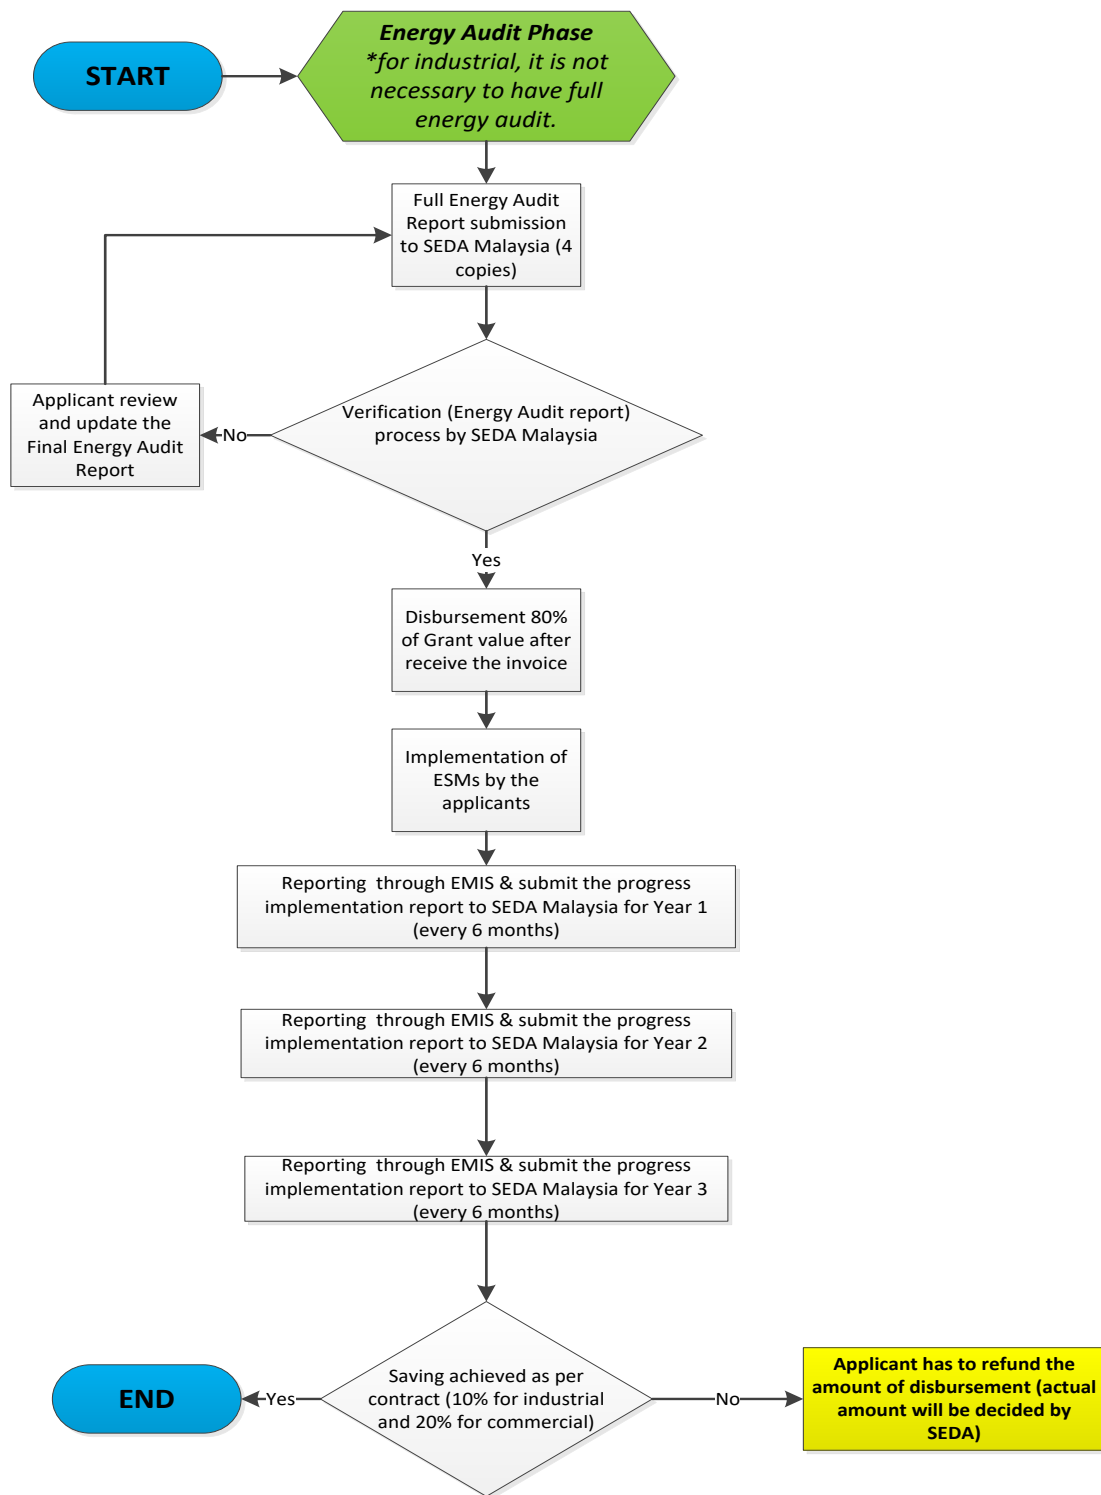 START
Energy Audit Phase
*for industrial, it is not
necessary to have full
energy audit.
Full Energy Audit
Report submission
to SEDA Malaysia (4
copies)
Applicant review
and update the
Final Energy Audit
Report
No
Verification (Energy Audit report)
process by SEDA Malaysia
Yes
Disbursement 80%
of Grant value after
receive the invoice
Implementation of
ESMs by the
applicants
Reporting through EMIS & submit the progress
implementation report to SEDA Malaysia for Year 1
(every 6 months)
Reporting through EMIS & submit the progress
implementation report to SEDA Malaysia for Year 2
(every 6 months)
Reporting through EMIS & submit the progress
implementation report to SEDA Malaysia for Year 3
(every 6 months)
Saving achieved as per
contract (10% for industrial
and 20% for commercial)
Yes
END
No
Applicant has to refund the
amount of disbursement (actual
amount will be decided by
SEDA)